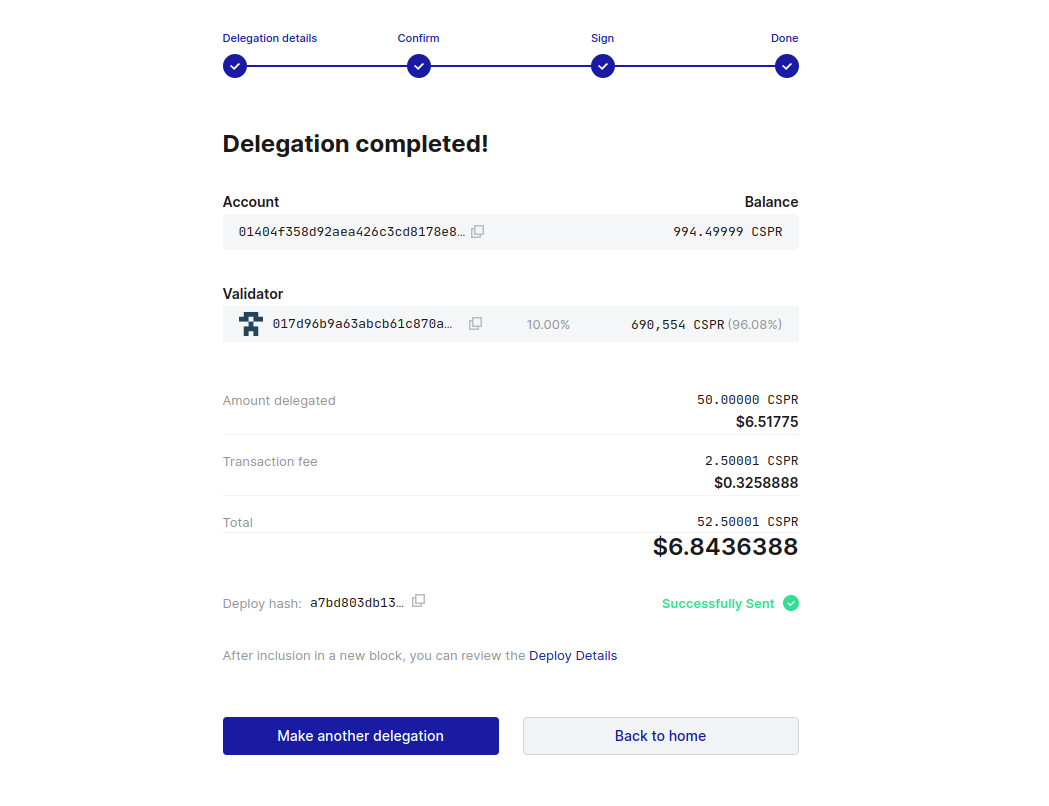 Delegation details Confirm Sign Done
Delegation completed!
Account Balance
01404f358d92aea426c3cd8178e8… 994.49999 CSPR
Validator
017d96b9a63abcb61c870a… 10.00% 690,554 CSPR (96.08%)
Amount delegated 50.00000 CSPR
$6.51775
Transaction fee 2.50001 CSPR
$0.3258888
Total 52.50001 CSPR
$6.8436388
Deploy hash: a7bd803db13… Successfully Sent
After inclusion in a new block, you can review the Deploy Details
Make another delegation Back to home